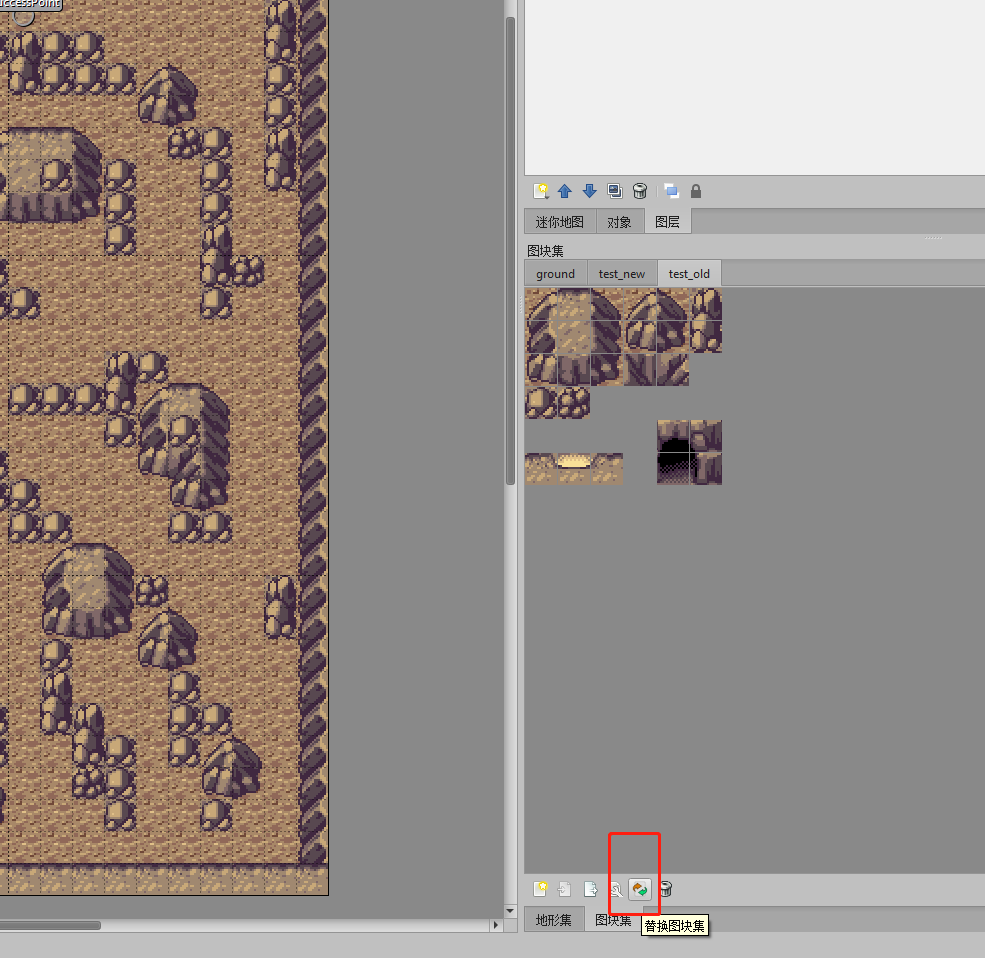 uccessPoint
迷你地图 对象 图层
图块集
ground test_new test_old
地形集 图块集
替换图块集